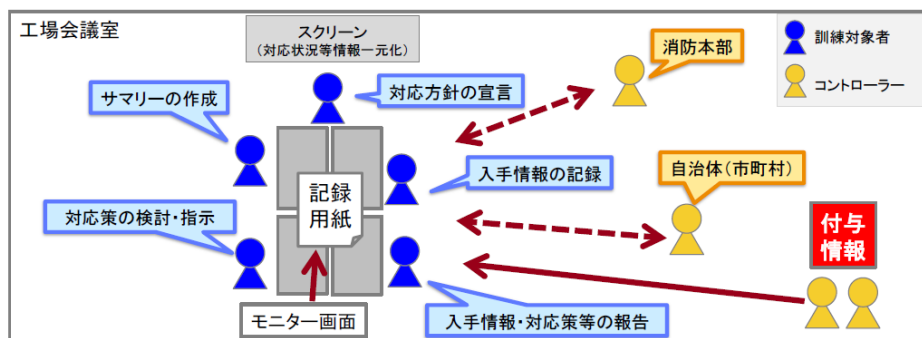 工場会議室
スクリーン
(対応状況等情報一元化)
消防本部
訓練対象者
コントローラー
サマリーの作成
対応方針の宣言
入手情報の記録
自治体(市町村)
記録
用紙
対応策の検討・指示
付与
情報
モニター画面
入手情報・対応策等の報告